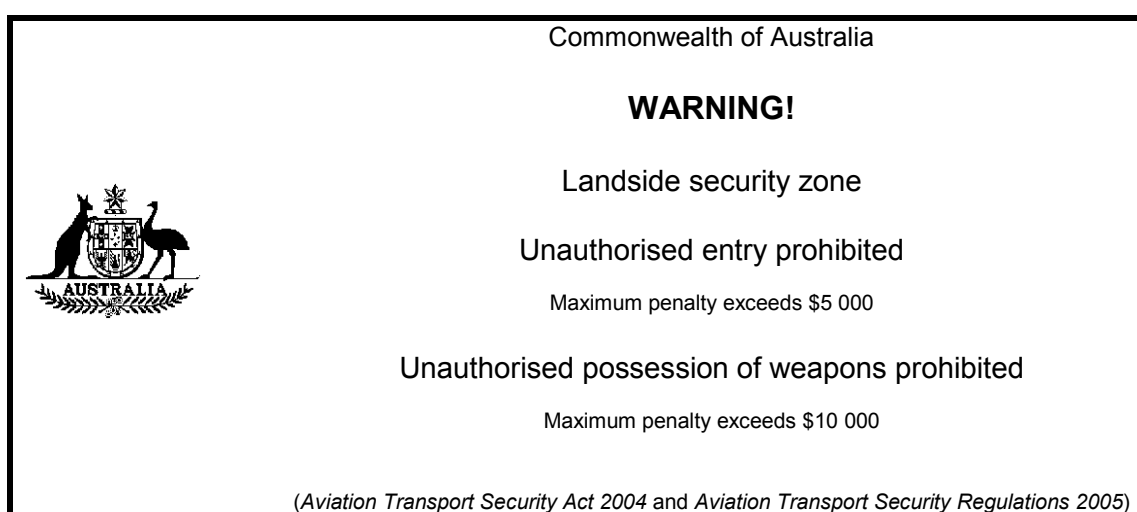 Commonwealth of Australia
WARNING!
Landside security zone
Unauthorised entry prohibited
AUSTRALIA
Maximum penalty exceeds $5 000
Unauthorised possession of weapons prohibited
Maximum penalty exceeds $10 000
(Aviation Transport Security Act 2004 and Aviation Transport Security Regulations 2005)